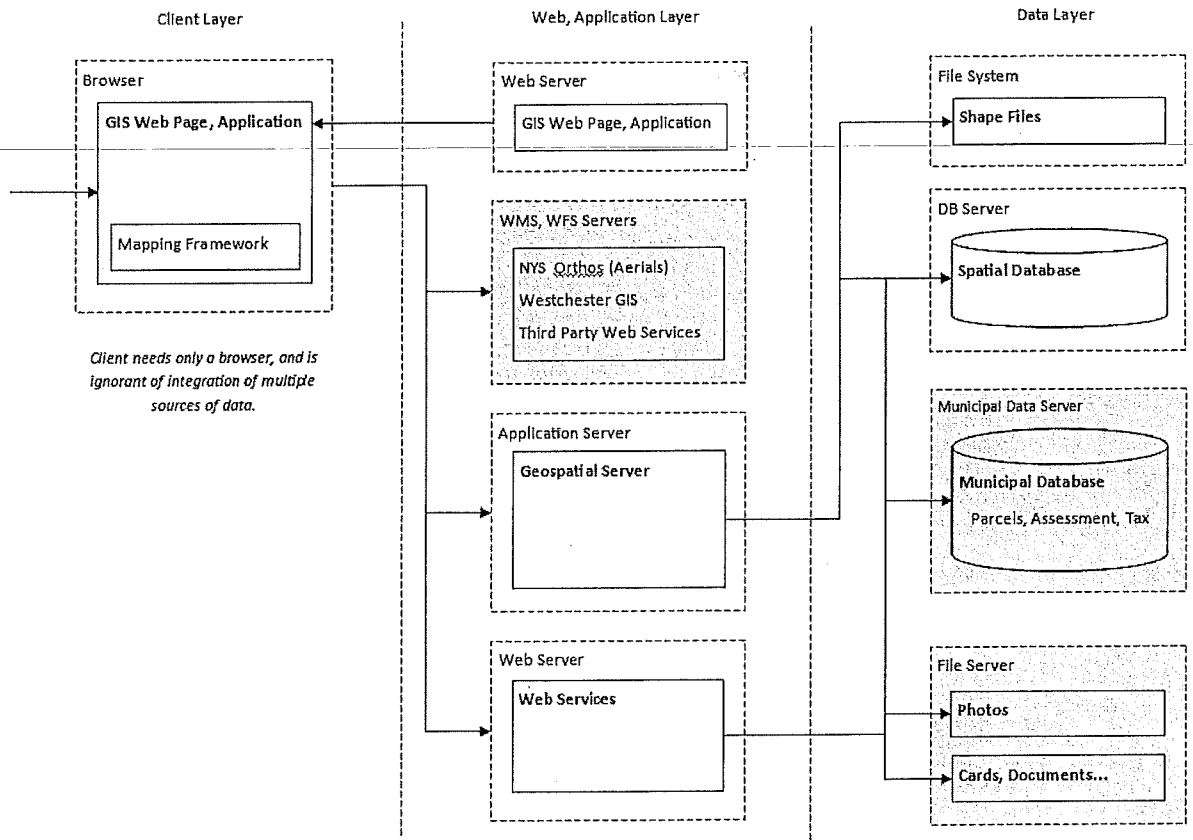 Client Layer
Web, Application Layer
Data Layer
Browser
GIS Web Page, Application
Mapping Framework
Client needs only a browser, and is
ignorant of integration of multiple
sources of data.
Web Server
GIS Web Page, Application
WMS, WFS Servers
NYS Orthos (Aerials)
Westchester GIS
Third Party Web Services
Application Server
Geospatial Server
Web Server
Web Services
File System
Shape Files
DB Server
Spatial Database
Municipal Data Server
Municipal Database
Parcels, Assessment, Tax
File Server
Photos
Cards, Documents...